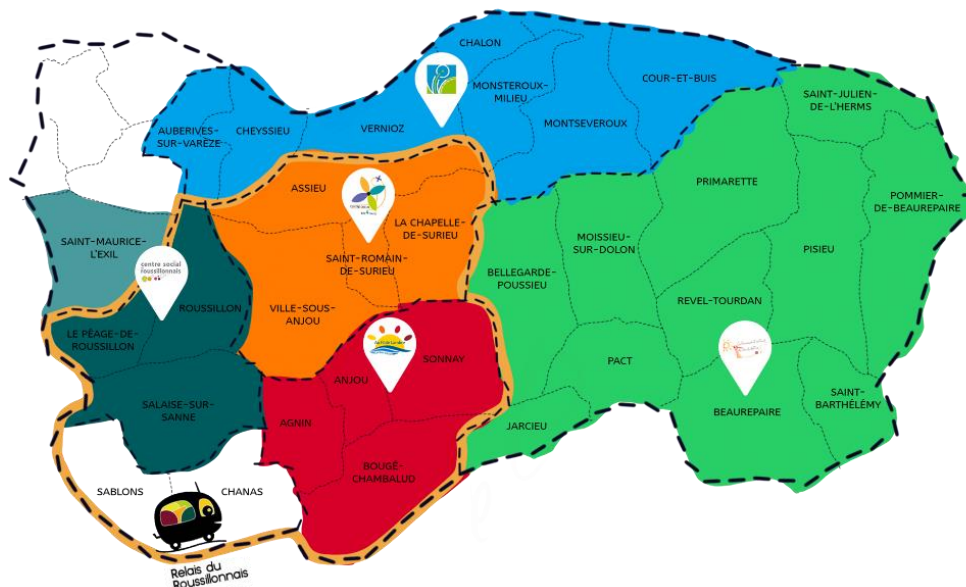 CHALON
MONSTEROUX-
MILIEU
COUR-ET-BUIS
SAINT-JULIEN-
DE-L'HERMS
AUBERIVES-
SUR-VARÈZE
CHEYSSIEU
VERNIOZ
MONTSEVEROUX
ASSIEU
PRIMARETTE
POMMIER-
DE-BEAUREPAIRE
LA CHAPELLE-
DE-SURIEU
MOISSIEU-
SUR-DOLON
SAINT-MAURICE-
L'EXIL
PISIEU
centre social
roussillonnais
SAINT-ROMAIN-
DE-SURIEU
BELLEGARDE-
POUSSIEU
ROUSSILLON
VILLE-SOUS-
ANJOU
REVEL-TOURDAN
LE PÉAGE-DE-
ROUSSILLON
SONNAY
PACT
ANJOU
SALAISE-SUR-
SANNE
AGNIN
BEAUREPAIRE
SAINT-
BARTHÉLÉMY
JARCIEU
BOUGÉ-
CHAMBALUD
SABLONS
CHANAS
Relais du
Roussillonnais